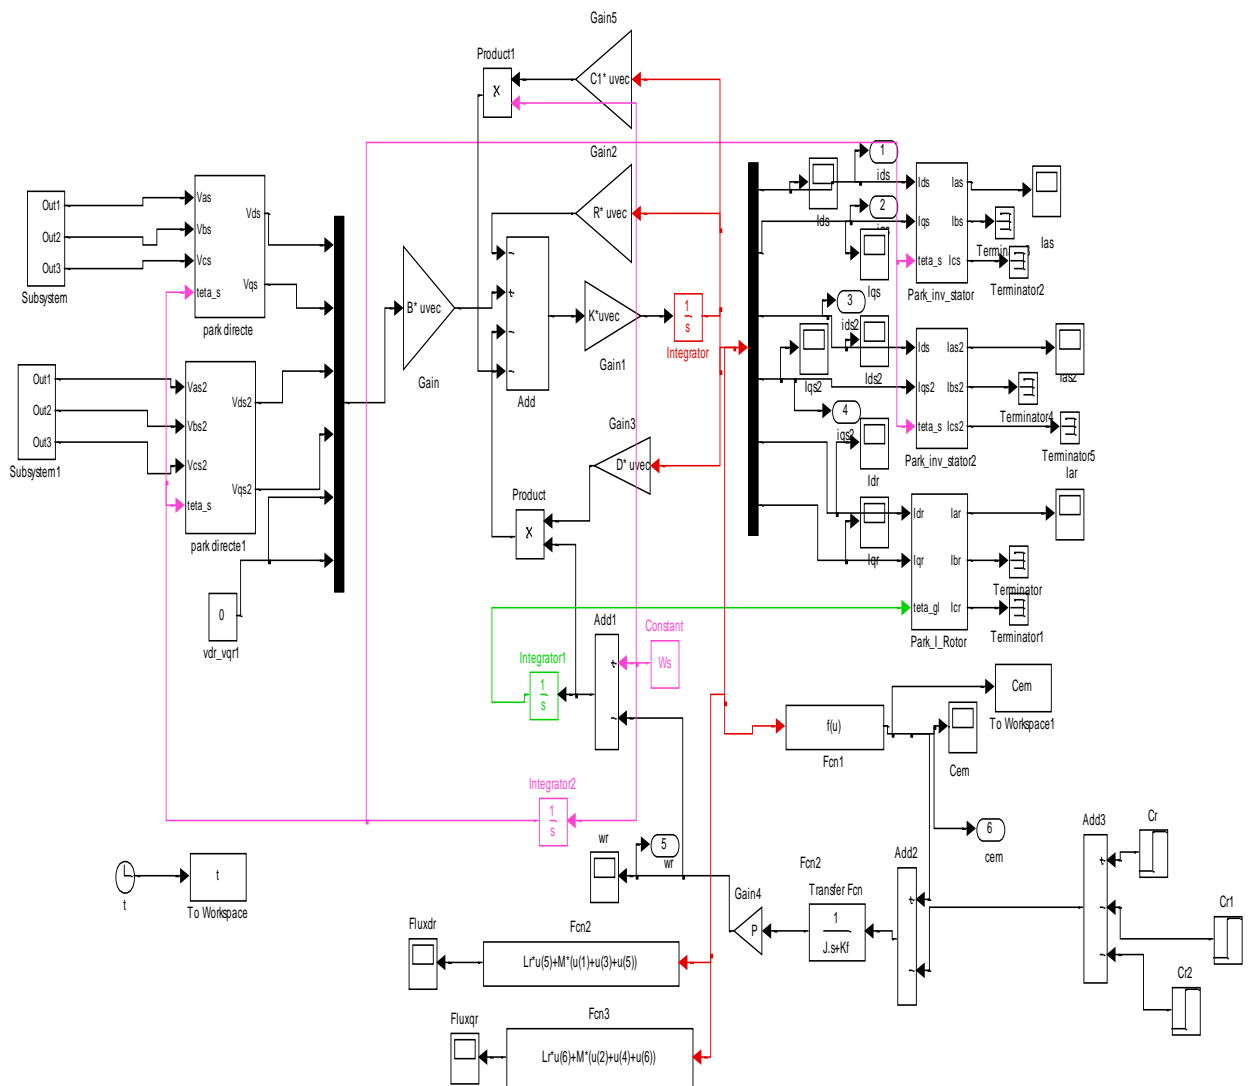 Gain5
Product1
C1* uvec
X
Gain2
R* uvec
1
ids
Ids
Ids
Ias
Iqs
Ibs
teta_s
Ics
Ias
2
Iqs
Terminator2
Park_inv_stator
Out1
Out2
Out3
Subsystem
Vas
Vbs
Vcs
teta_s
Vds
Vqs
park directe
B* uvec
Gain
Add
K*uvec
Gain1
1
s
Integrator
3
ids2
Ids2
Iqs2
4
iqs2
Ids
Ias2
Iqs2
Ibs2
teta_s
Ics2
Ias2
Terminator4
Terminator5
Park_inv_stator2
Out1
Out2
Out3
Subsystem1
Vas2
Vbs2
Vcs2
teta_s
Vds2
Vqs2
park directe1
Gain3
D* uvec
Product
X
Idr
Iqr
Iar
Idr
Iar
Iqr
Ibr
teta_gl
Icr
Terminator
Terminator1
Park_I_Rotor
0
vdr_vqr1
Add1
Constant
Ws
Integrator1
1
s
f(u)
Fcn1
Cem
To Workspace1
Cem
Integrator2
1
s
6
cem
wr
5
wr
t
t
To Workspace
Gain4
P
Fcn2
Transfer Fcn
1
J.s+Kf
Add2
Add3
Cr
Cr1
Cr2
Fluxdr
Fcn2
Lr*u(5)+M*(u(1)+u(3)+u(5))
Fluxqr
Fcn3
Lr*u(6)+M*(u(2)+u(4)+u(6))